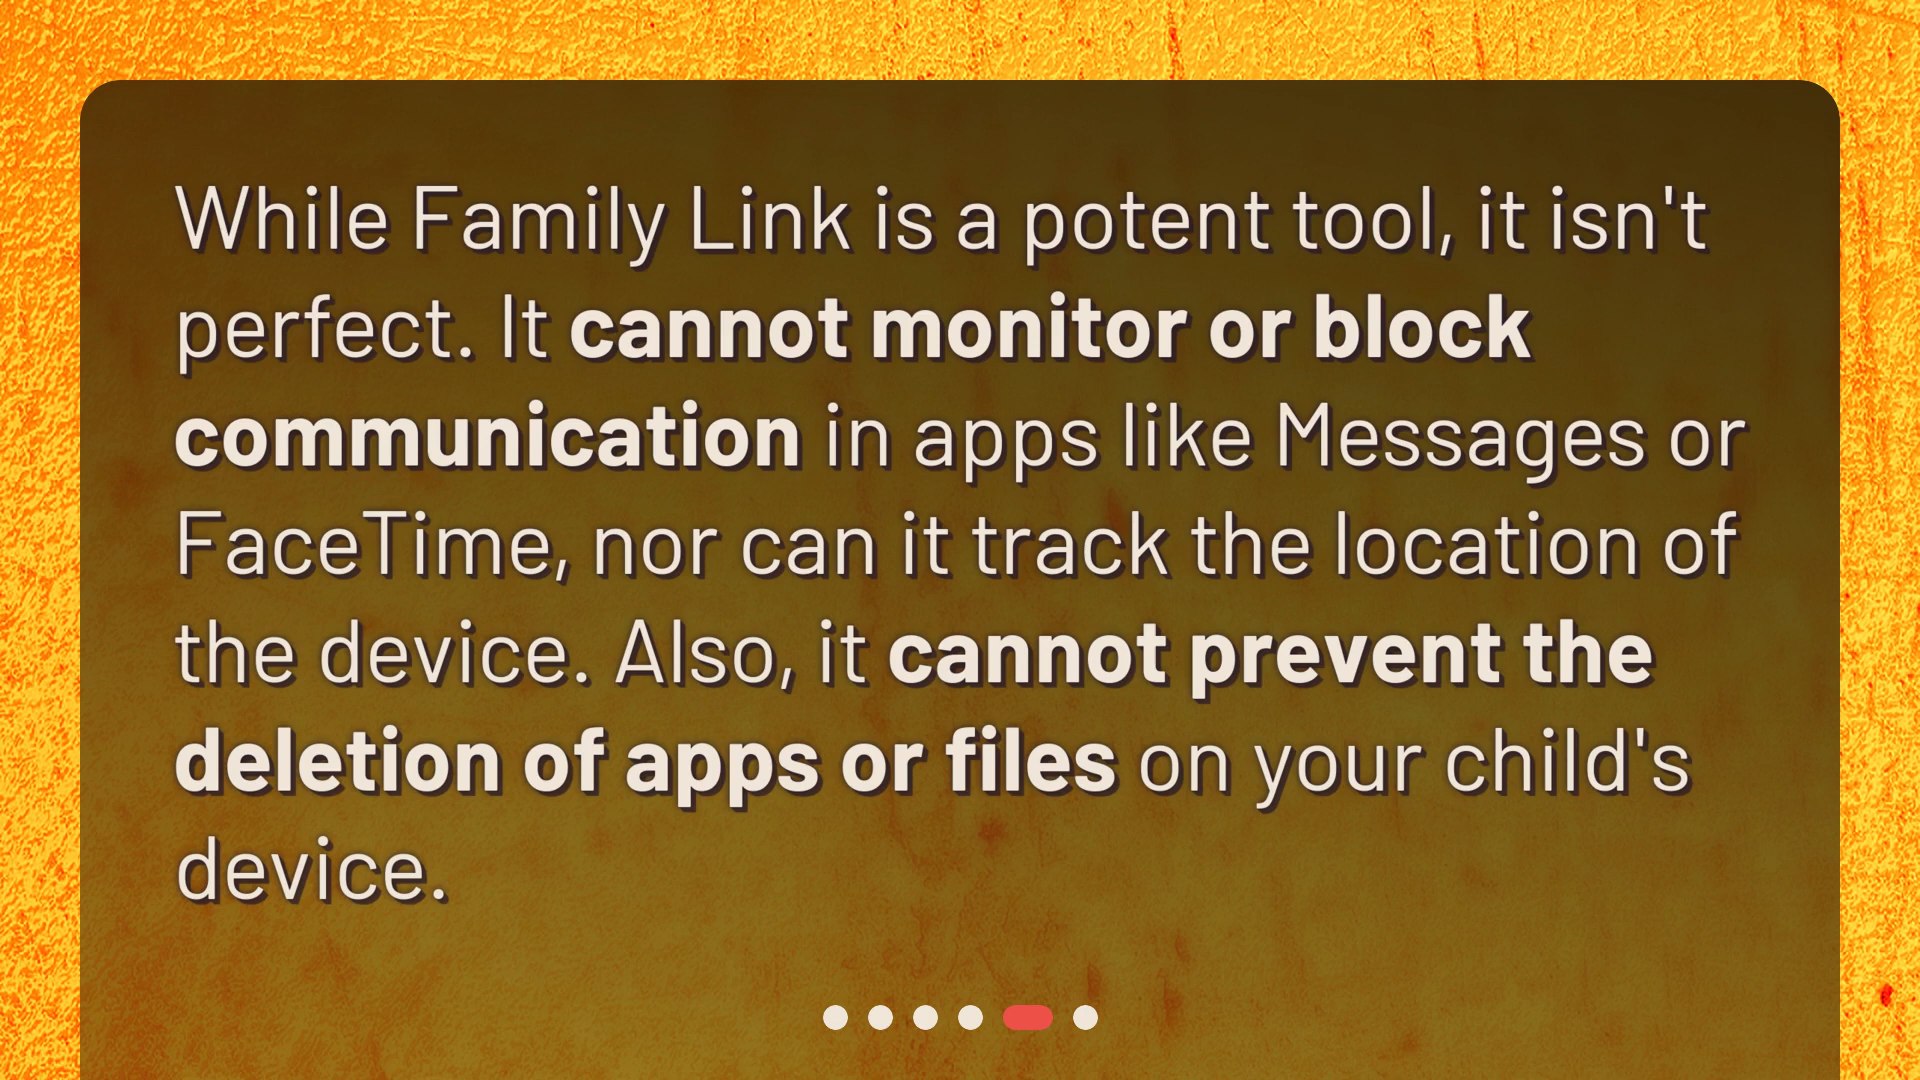 While Family Link is a potent tool, it isn't
perfect. It cannot monitor or block
communication in apps like Messages or
FaceTime, nor can it track the location of
the device. Also, it cannot prevent the
deletion of apps or files on your child's
device.